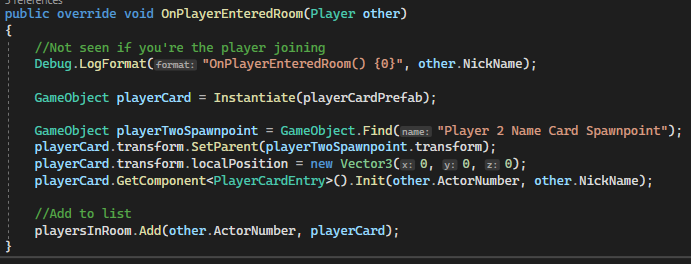 5 references
public override void OnPlayerEnteredRoom(Player other)
{
//Not seen if you're the player joining
Debug.LogFormat(format: "OnPlayerEnteredRoom() {0}", other.NickName);
GameObject playerCard = Instantiate(playerCardPrefab);
GameObject playerTwoSpawnpoint = GameObject.Find(name: "Player 2 Name Card Spawnpoint");
playerCard.transform.SetParent(playerTwoSpawnpoint.transform);
playerCard.transform.localPosition = new Vector3(x: 0, y: 0, z: 0);
playerCard.GetComponent<PlayerCardEntry>().Init(other.ActorNumber, other.NickName);
//Add to list
playersInRoom.Add(other.ActorNumber, playerCard);
}